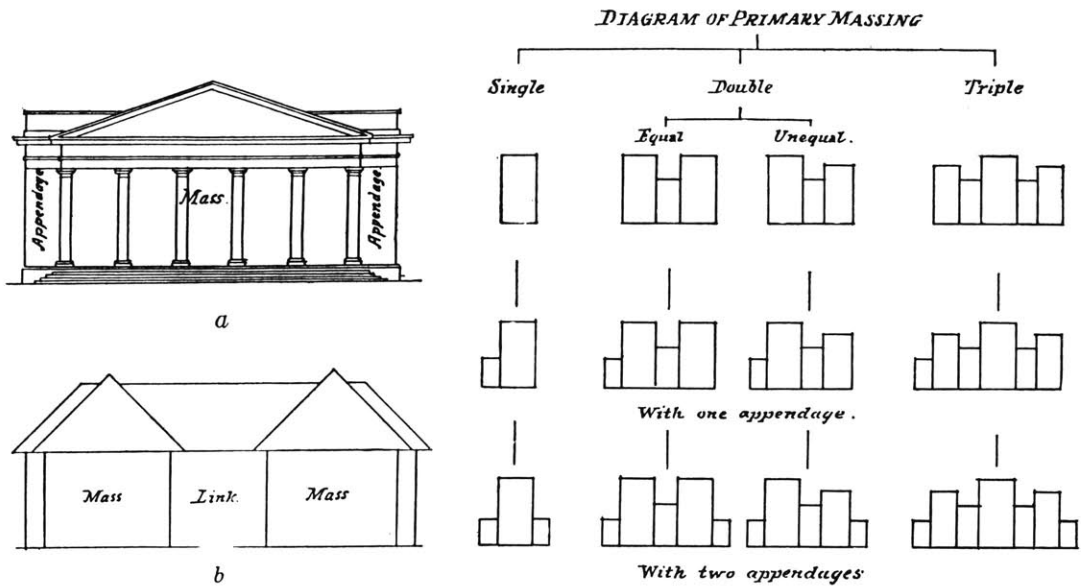 Appendage
Mass.
Appendage
a
Mass
Link.
Mass
b
DIAGRAM OF PRIMARY MASSING
Single
Double
Triple
Equal
Unequal.
With one appendage.
With two appendages